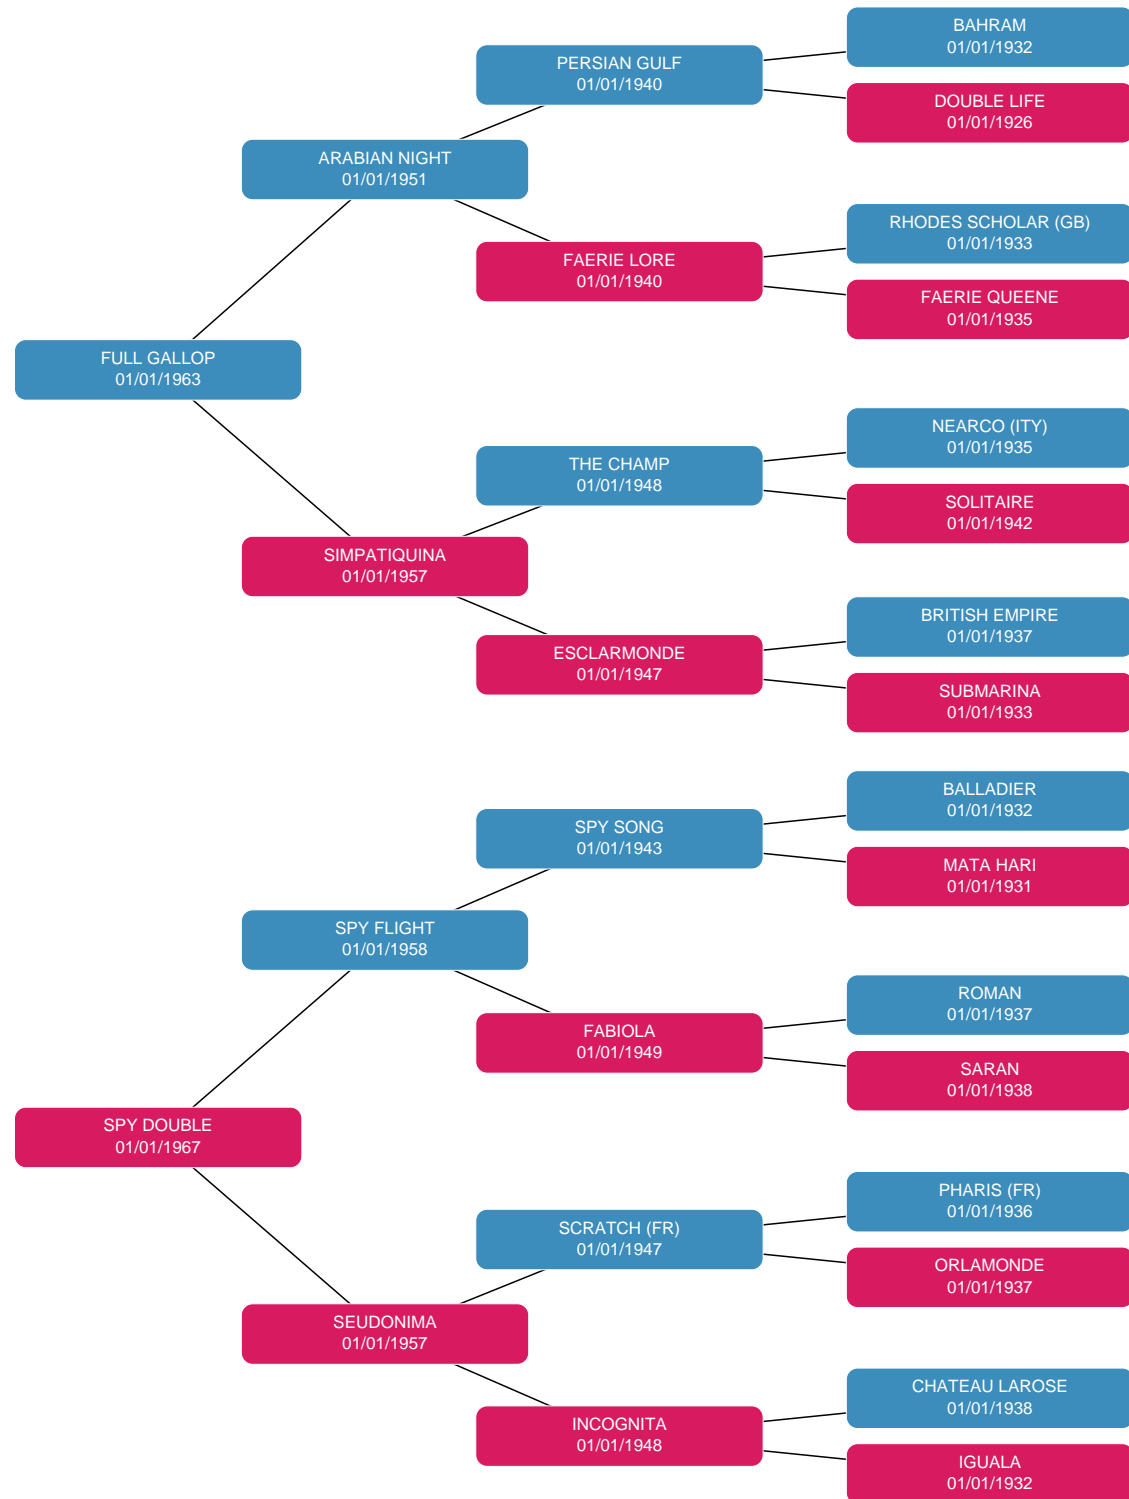 BAHRAM
01/01/1932
PERSIAN GULF
01/01/1940
DOUBLE LIFE
01/01/1926
ARABIAN NIGHT
01/01/1951
RHODES SCHOLAR (GB)
01/01/1933
FAERIE LORE
01/01/1940
FAERIE QUEENE
01/01/1935
FULL GALLOP
01/01/1963
NEARCO (ITY)
01/01/1935
THE CHAMP
01/01/1948
SOLITAIRE
01/01/1942
SIMPATIQUINA
01/01/1957
BRITISH EMPIRE
01/01/1937
ESCLARMONDE
01/01/1947
SUBMARINA
01/01/1933
BALLADIER
01/01/1932
SPY SONG
01/01/1943
MATA HARI
01/01/1931
SPY FLIGHT
01/01/1958
ROMAN
01/01/1937
FABIOLA
01/01/1949
SARAN
01/01/1938
SPY DOUBLE
01/01/1967
PHARIS (FR)
01/01/1936
SCRATCH (FR)
01/01/1947
ORLAMONDE
01/01/1937
SEUDONIMA
01/01/1957
CHATEAU LAROSE
01/01/1938
INCOGNITA
01/01/1948
IGUALA
01/01/1932